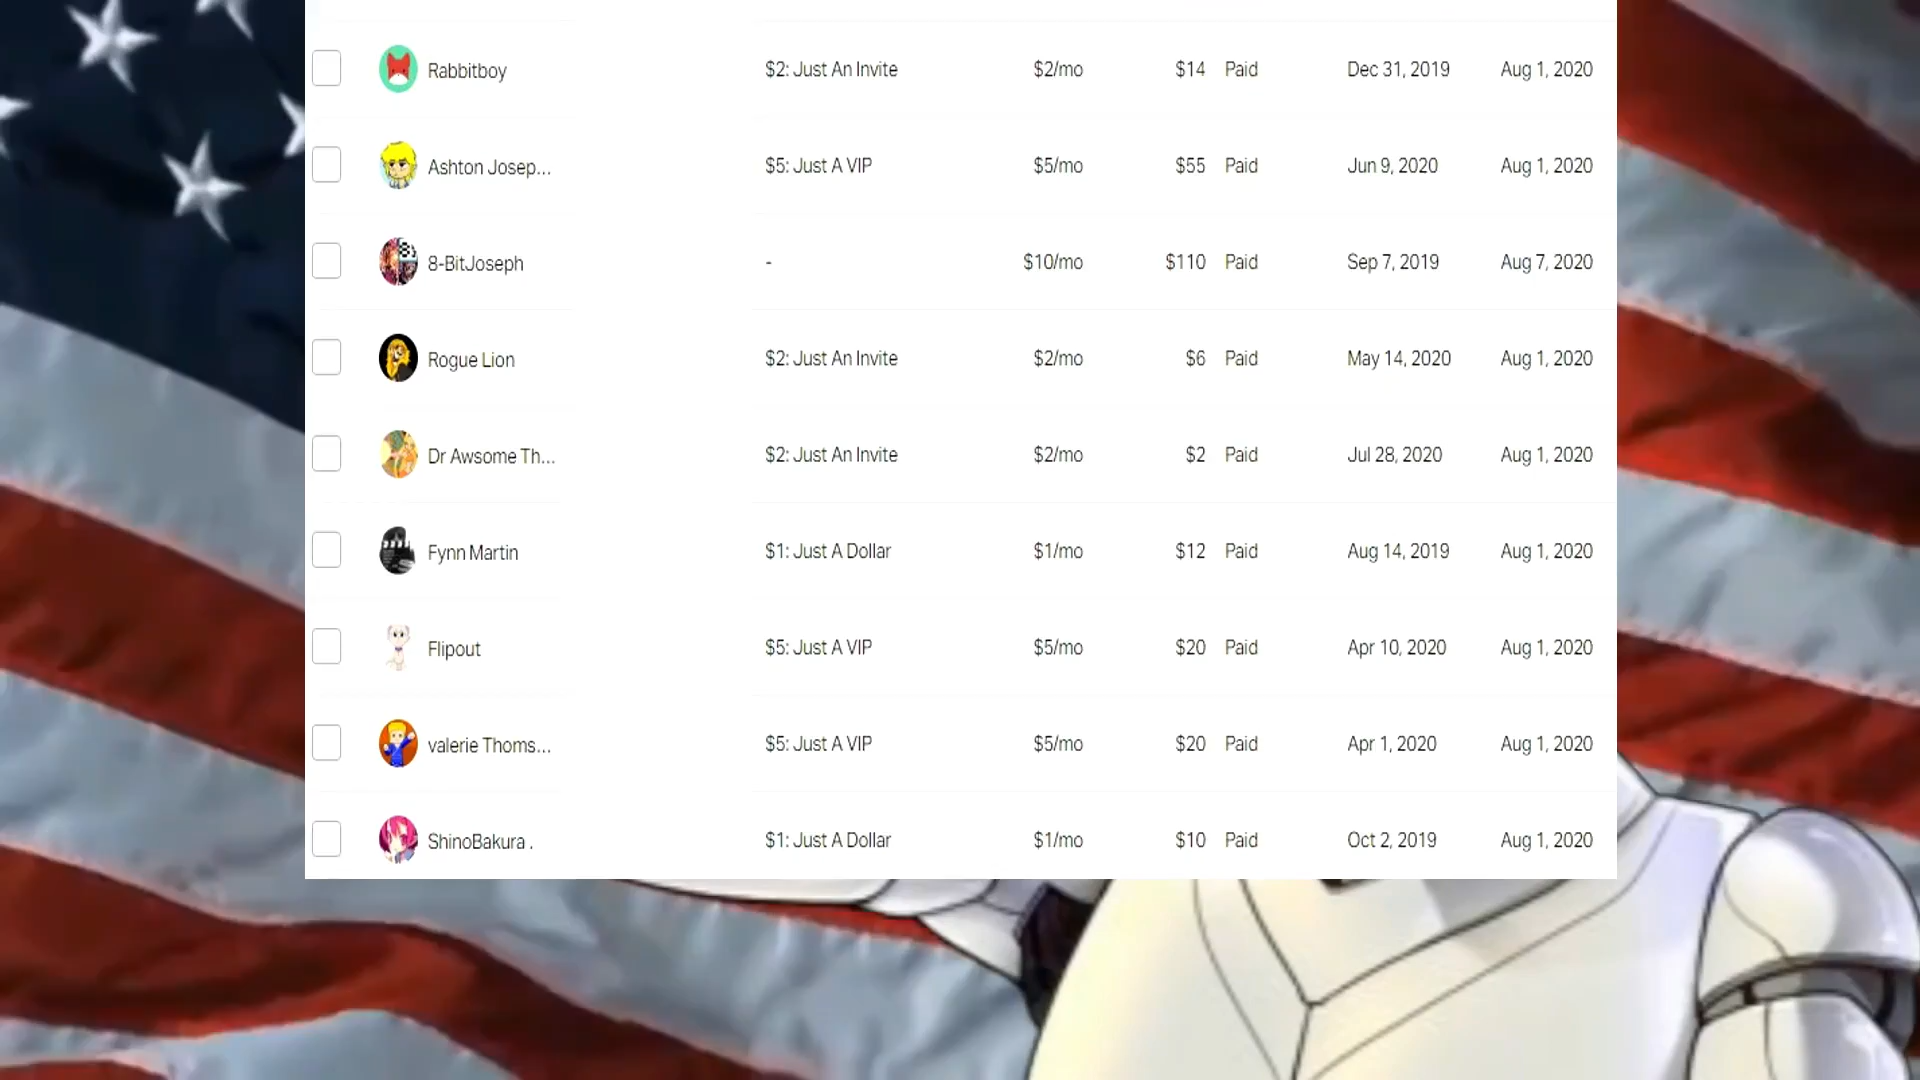 Rabbitboy $2: Just An Invite $2/mo $14 Paid Dec 31, 2019 Aug 1, 2020
Ashton Josep... $5: Just A VIP $5/mo $55 Paid Jun 9, 2020 Aug 1, 2020
8-BitJoseph - $10/mo $110 Paid Sep 7, 2019 Aug 7, 2020
Rogue Lion $2: Just An Invite $2/mo $6 Paid May 14, 2020 Aug 1, 2020
Dr Awsome Th... $2: Just An Invite $2/mo $2 Paid Jul 28, 2020 Aug 1, 2020
Fynn Martin $1: Just A Dollar $1/mo $12 Paid Aug 14, 2019 Aug 1, 2020
Flipout $5: Just A VIP $5/mo $20 Paid Apr 10, 2020 Aug 1, 2020
valerie Thoms... $5: Just A VIP $5/mo $20 Paid Apr 1, 2020 Aug 1, 2020
ShinoBakura . $1: Just A Dollar $1/mo $10 Paid Oct 2, 2019 Aug 1, 2020